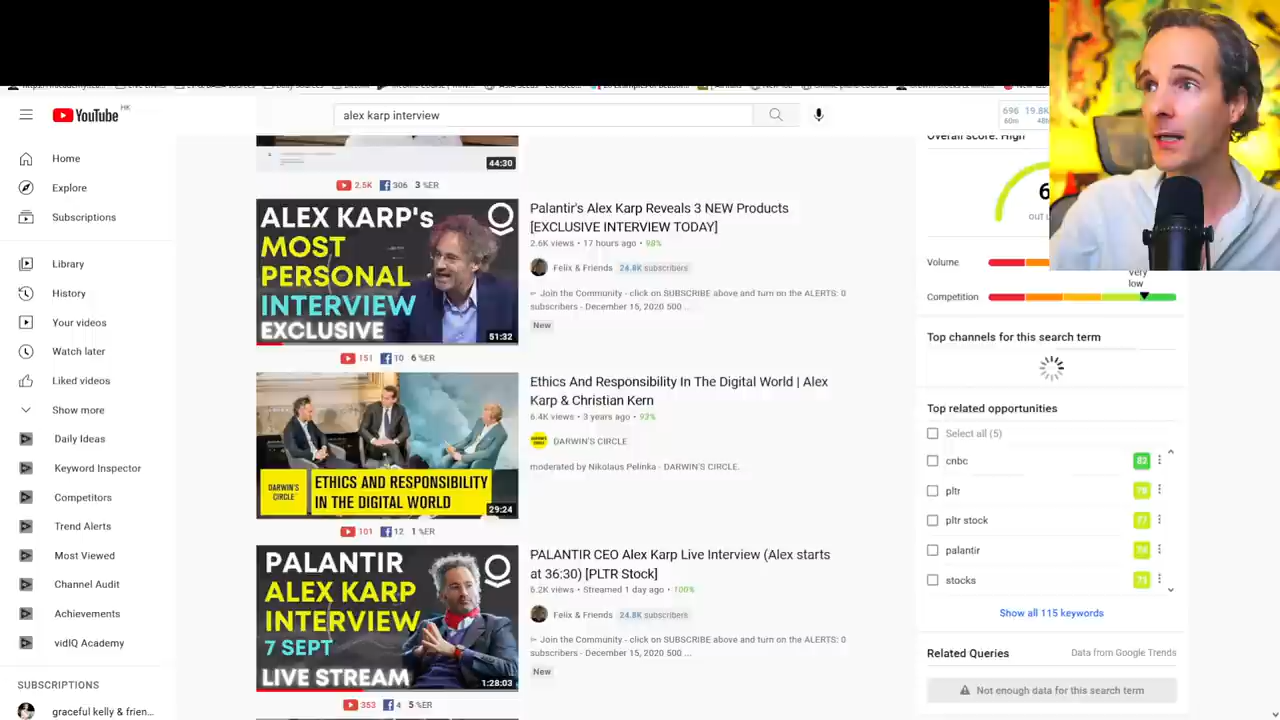 YouTube HK
alex karp interview
696 19.8K
60m
Home
Explore
Subscriptions
Library
History
Your videos
Watch later
Liked videos
Show more
Daily Ideas
Keyword Inspector
Competitors
Trend Alerts
Most Viewed
Channel Audit
Achievements
vidIQ Academy
SUBSCRIPTIONS
graceful kelly & frien...
44:30
2.5K 306 3 %ER
ALEX KARP's
MOST
PERSONAL
INTERVIEW
EXCLUSIVE
51:32
Palantir's Alex Karp Reveals 3 NEW Products
[EXCLUSIVE INTERVIEW TODAY]
2.6K views • 17 hours ago • 98%
Felix & Friends 24.8K subscribers
✂ Join the Community - click on SUBSCRIBE above and turn on the ALERTS: 0
subscribers - December 15, 2020 500 ...
New
151 10 6 %ER
DARWIN'S
CIRCLE
ETHICS AND RESPONSIBILITY
IN THE DIGITAL WORLD
29:24
Ethics And Responsibility In The Digital World | Alex
Karp & Christian Kern
6.4K views • 3 years ago • 93%
DARWIN'S CIRCLE
moderated by Nikolaus Pelinka - DARWIN'S CIRCLE.
101 12 1 %ER
PALANTIR
ALEX KARP
INTERVIEW
7 SEPT
LIVE STREAM
1:28:03
PALANTIR CEO Alex Karp Live Interview (Alex starts
at 36:30) [PLTR Stock]
6.2K views • Streamed 1 day ago • 100%
Felix & Friends 24.8K subscribers
✂ Join the Community - click on SUBSCRIBE above and turn on the ALERTS: 0
subscribers - December 15, 2020 500 ...
New
353 4 5 %ER
Overall score: High
6
Volume
very
low
Competition
Top channels for this search term
Top related opportunities
Select all (5)
cnbc 82
pltr
pltr stock
palantir
stocks
Show all 115 keywords
Related Queries Data from Google Trends
Not enough data for this search term